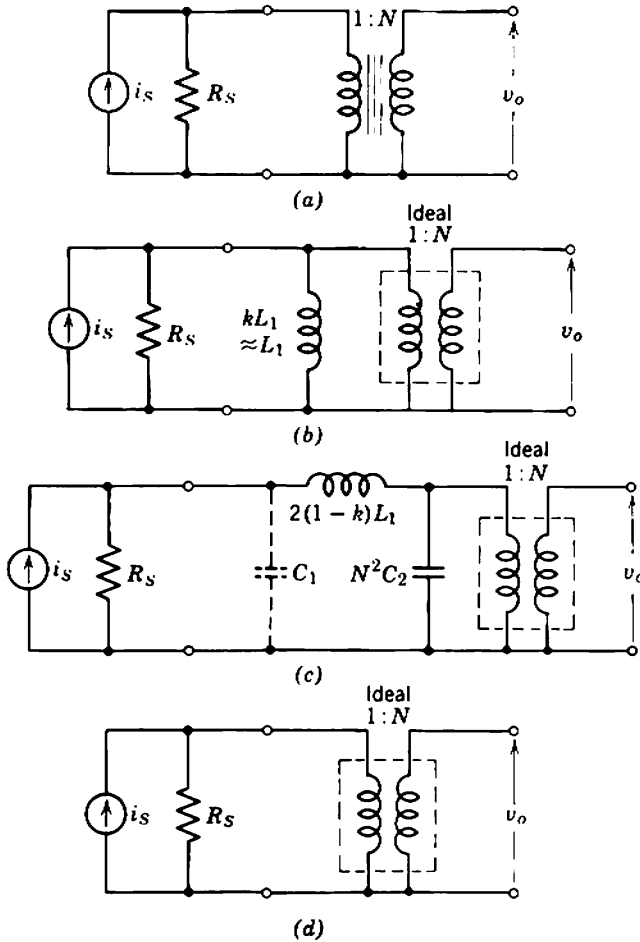 1:N
i_S
R_S
v_o
(a)
Ideal
1:N
i_S
R_S
kL_1
≈L_1
v_o
(b)
Ideal
1:N
2(1 − k)L_1
i_S
R_S
C_1
N^2C_2
v_o
(c)
Ideal
1:N
i_S
R_S
v_o
(d)